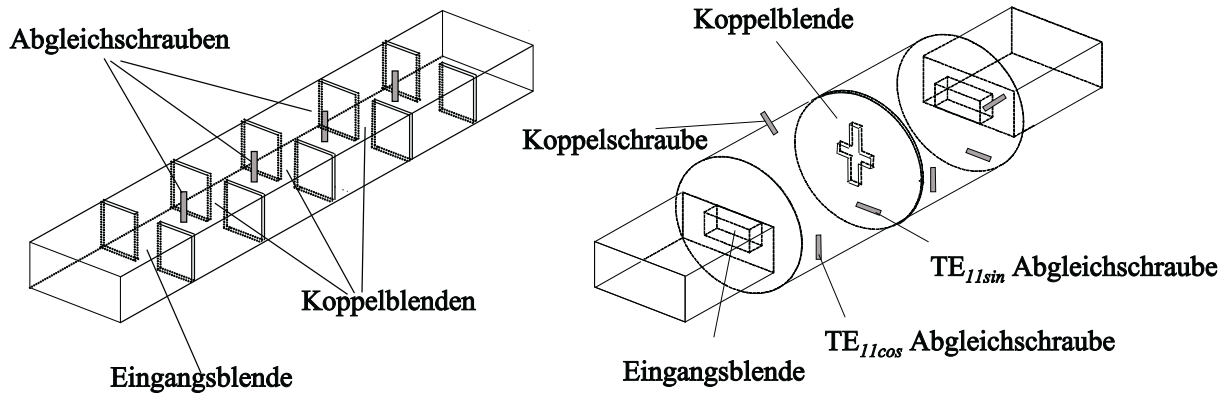 Abgleichschrauben
Koppelblenden
Eingangsblende
Koppelblende
Koppelschraube
TE11sin Abgleichschraube
TE11cos Abgleichschraube
Eingangsblende